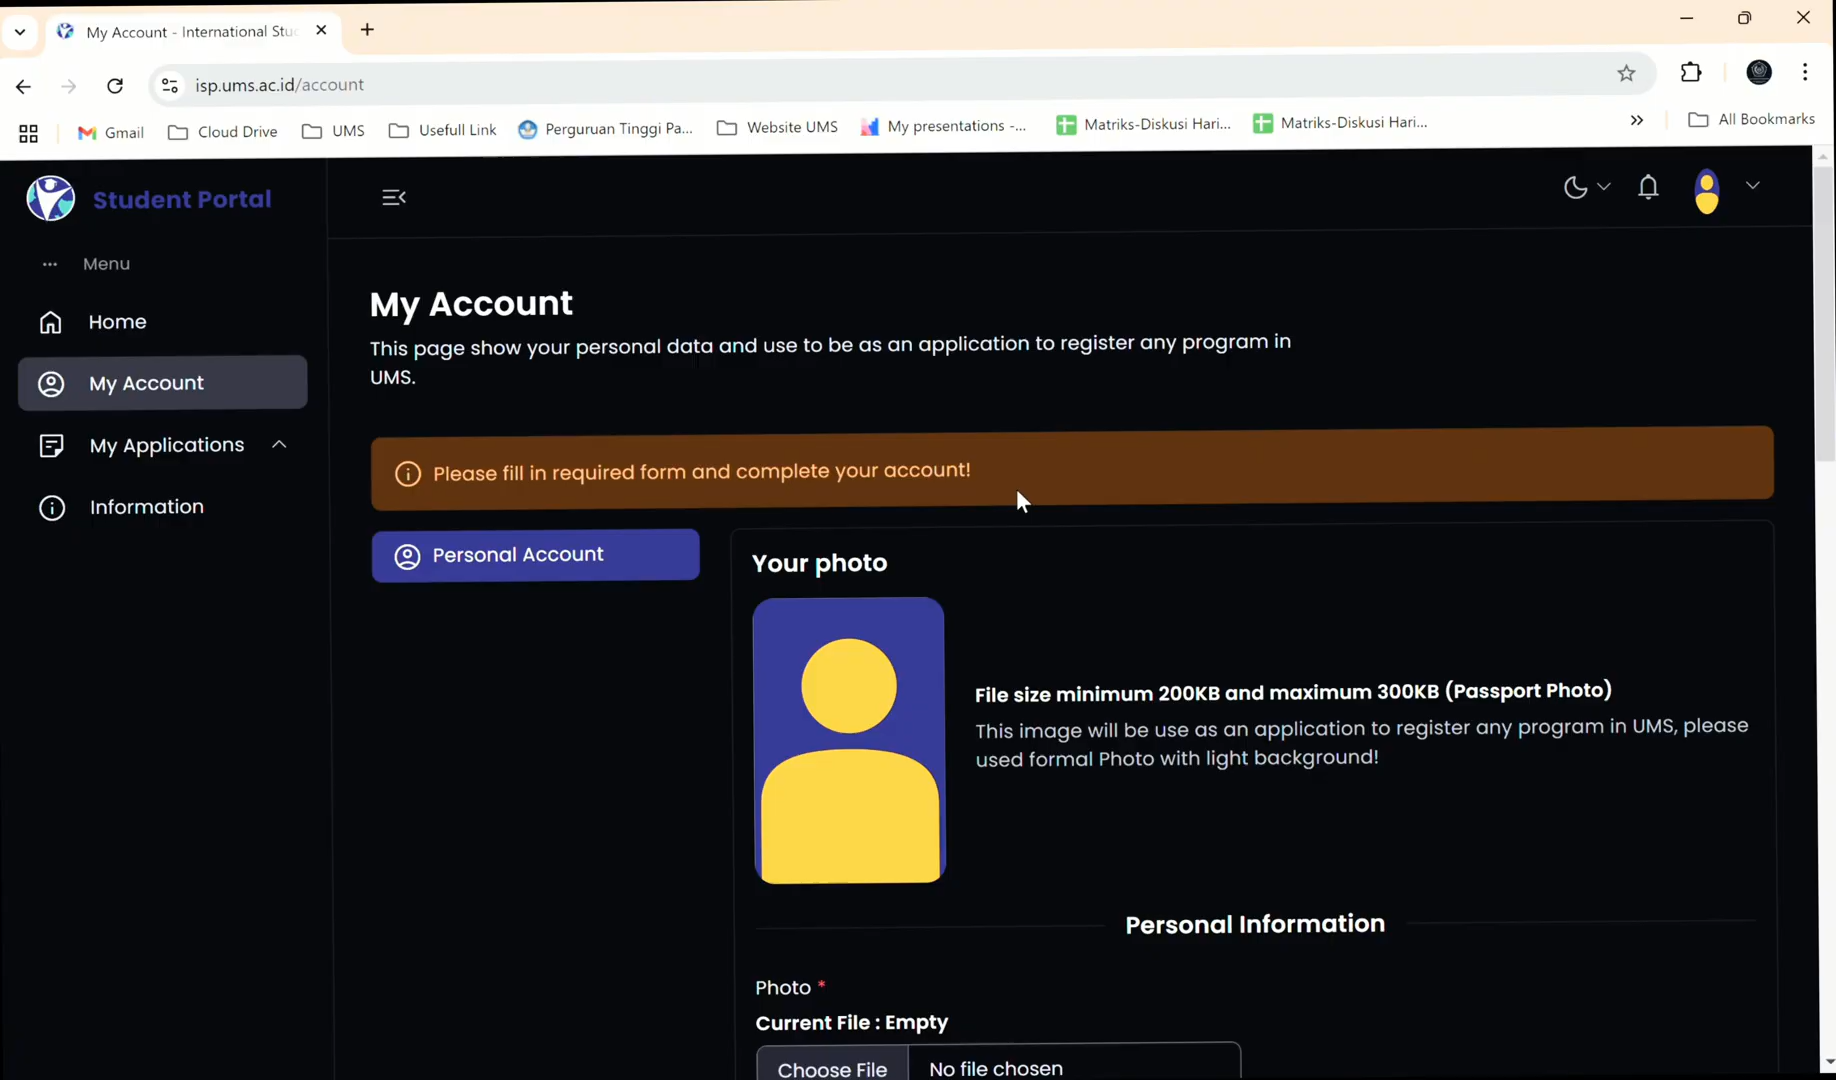 My Account - International Stu
isp.ums.ac.id/account
Gmail
Cloud Drive
UMS
Usefull Link
Perguruan Tinggi Pa...
Website UMS
My presentations -...
Matriks-Diskusi Hari...
Matriks-Diskusi Hari...
All Bookmarks
Student Portal
Menu
Home
My Account
My Applications
Information
My Account
This page show your personal data and use to be as an application to register any program in
UMS.
Please fill in required form and complete your account!
Personal Account
Your photo
File size minimum 200KB and maximum 300KB (Passport Photo)
This image will be use as an application to register any program in UMS, please
used formal Photo with light background!
Personal Information
Photo *
Current File : Empty
Choose File
No file chosen